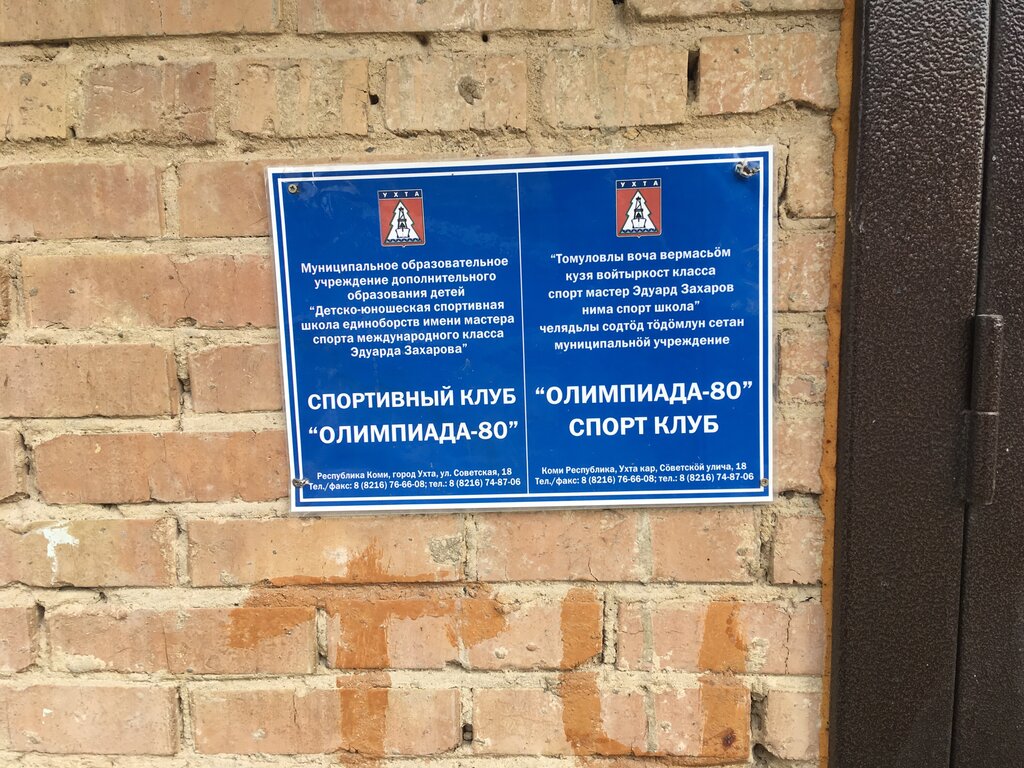 УХТА
Муниципальное образовательное
учреждение дополнительного
образования детей
“Детско-юношеская спортивная
школа единоборств имени мастера
спорта международного класса
Эдуарда Захарова”
СПОРТИВНЫЙ КЛУБ
“ОЛИМПИАДА-80”
Республика Коми, город Ухта, ул. Советская, 18
Тел./факс: 8 (8216) 76-66-08; тел.: 8 (8216) 74-87-06
УХТА
“Томуловлы воча вермасьӧм
кузя войтыркост класса
спорт мастер Эдуард Захаров
нима спорт школа”
челядьлы содтӧд тӧдӧмлун сетан
муниципальнӧй учреждение
“ОЛИМПИАДА-80”
СПОРТ КЛУБ
Коми Республика, Ухта кар, Сӧветскӧй улича, 18
Тел./факс: 8 (8216) 76-66-08; тел.: 8 (8216) 74-87-06